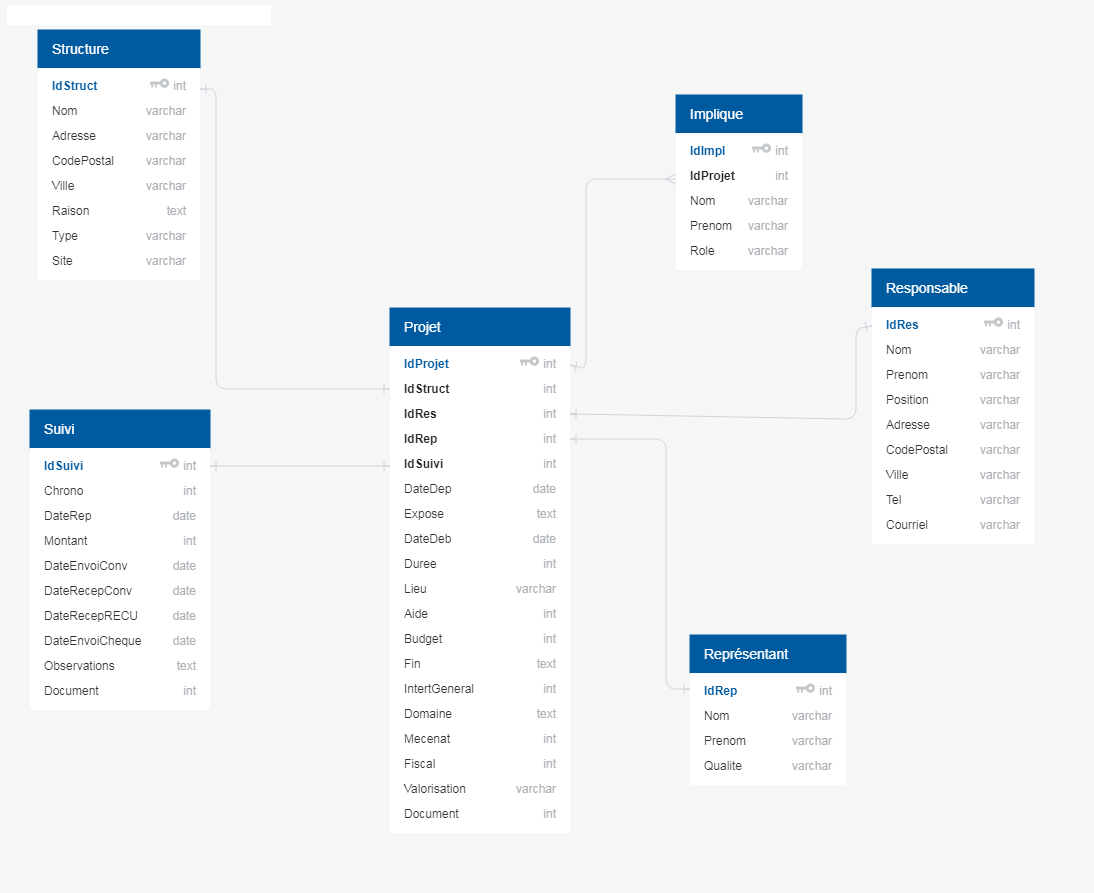 Structure
IdStruct int
Nom varchar
Adresse varchar
CodePostal varchar
Ville varchar
Raison text
Type varchar
Site varchar
Implique
IdImpl int
IdProjet int
Nom varchar
Prenom varchar
Role varchar
Responsable
IdRes int
Nom varchar
Prenom varchar
Position varchar
Adresse varchar
CodePostal varchar
Ville varchar
Tel varchar
Courriel varchar
Projet
IdProjet int
IdStruct int
IdRes int
IdRep int
IdSuivi int
DateDep date
Expose text
DateDeb date
Duree int
Lieu varchar
Aide int
Budget int
Fin text
IntertGeneral int
Domaine text
Mecenat int
Fiscal int
Valorisation varchar
Document int
Suivi
IdSuivi int
Chrono int
DateRep date
Montant int
DateEnvoiConv date
DateRecepConv date
DateRecepRECU date
DateEnvoiCheque date
Observations text
Document int
Représentant
IdRep int
Nom varchar
Prenom varchar
Qualite varchar